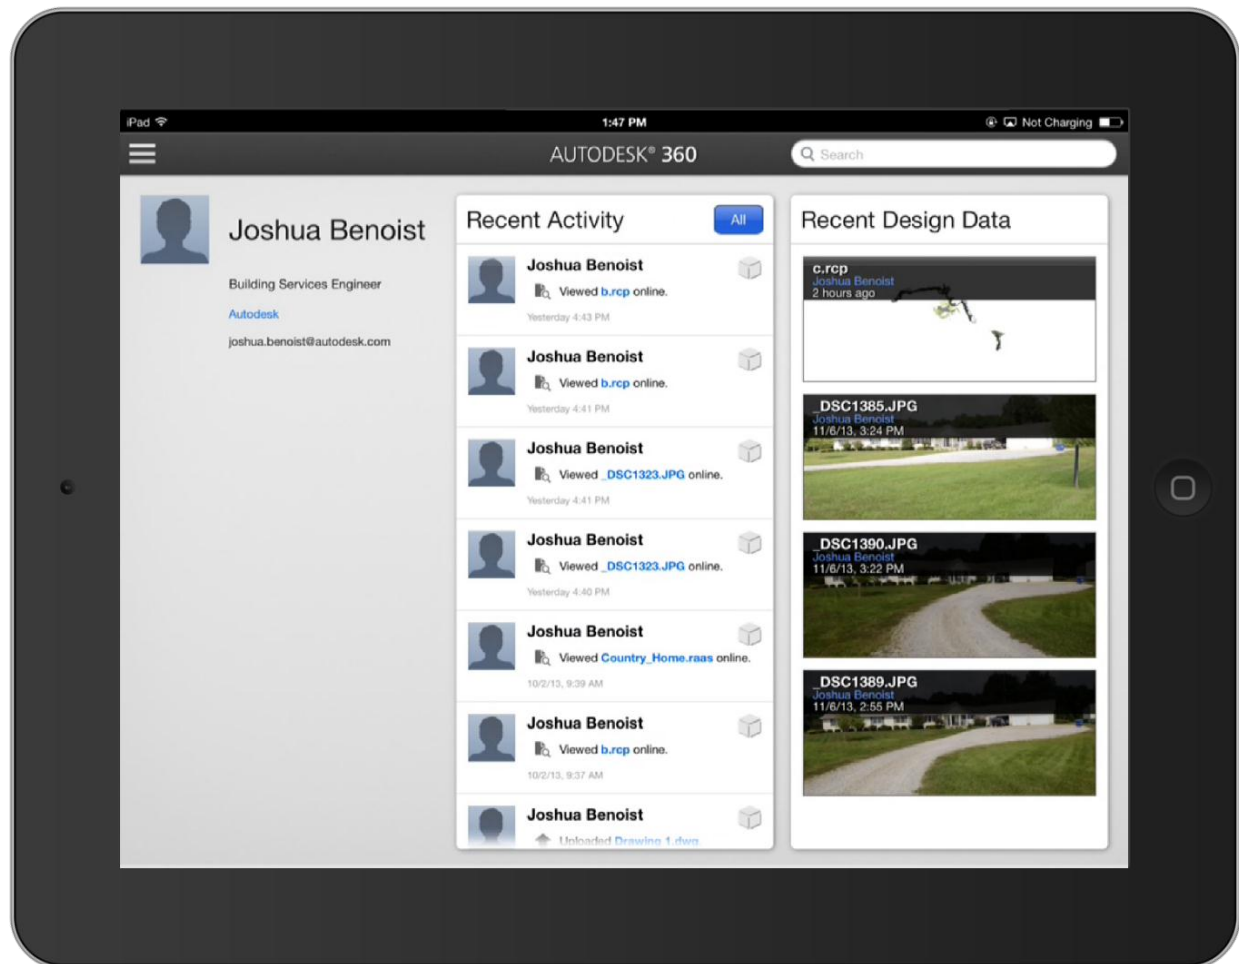 iPad
1:47 PM
Not Charging
AUTODESK® 360
Search
Joshua Benoist
Building Services Engineer
Autodesk
joshua.benoist@autodesk.com
Recent Activity
All
Joshua Benoist
Viewed b.rcp online.
Yesterday 4:43 PM
Joshua Benoist
Viewed b.rcp online.
Yesterday 4:41 PM
Joshua Benoist
Viewed _DSC1323.JPG online.
Yesterday 4:41 PM
Joshua Benoist
Viewed _DSC1323.JPG online.
Yesterday 4:40 PM
Joshua Benoist
Viewed Country_Home.raas online.
10/2/13, 9:39 AM
Joshua Benoist
Viewed b.rcp online.
10/2/13, 9:37 AM
Joshua Benoist
Uploaded Drawing 1.dwg.
Recent Design Data
c.rcp
Joshua Benoist
2 hours ago
_DSC1385.JPG
Joshua Benoist
11/6/13, 3:24 PM
_DSC1390.JPG
Joshua Benoist
11/6/13, 3:22 PM
_DSC1389.JPG
Joshua Benoist
11/6/13, 2:55 PM